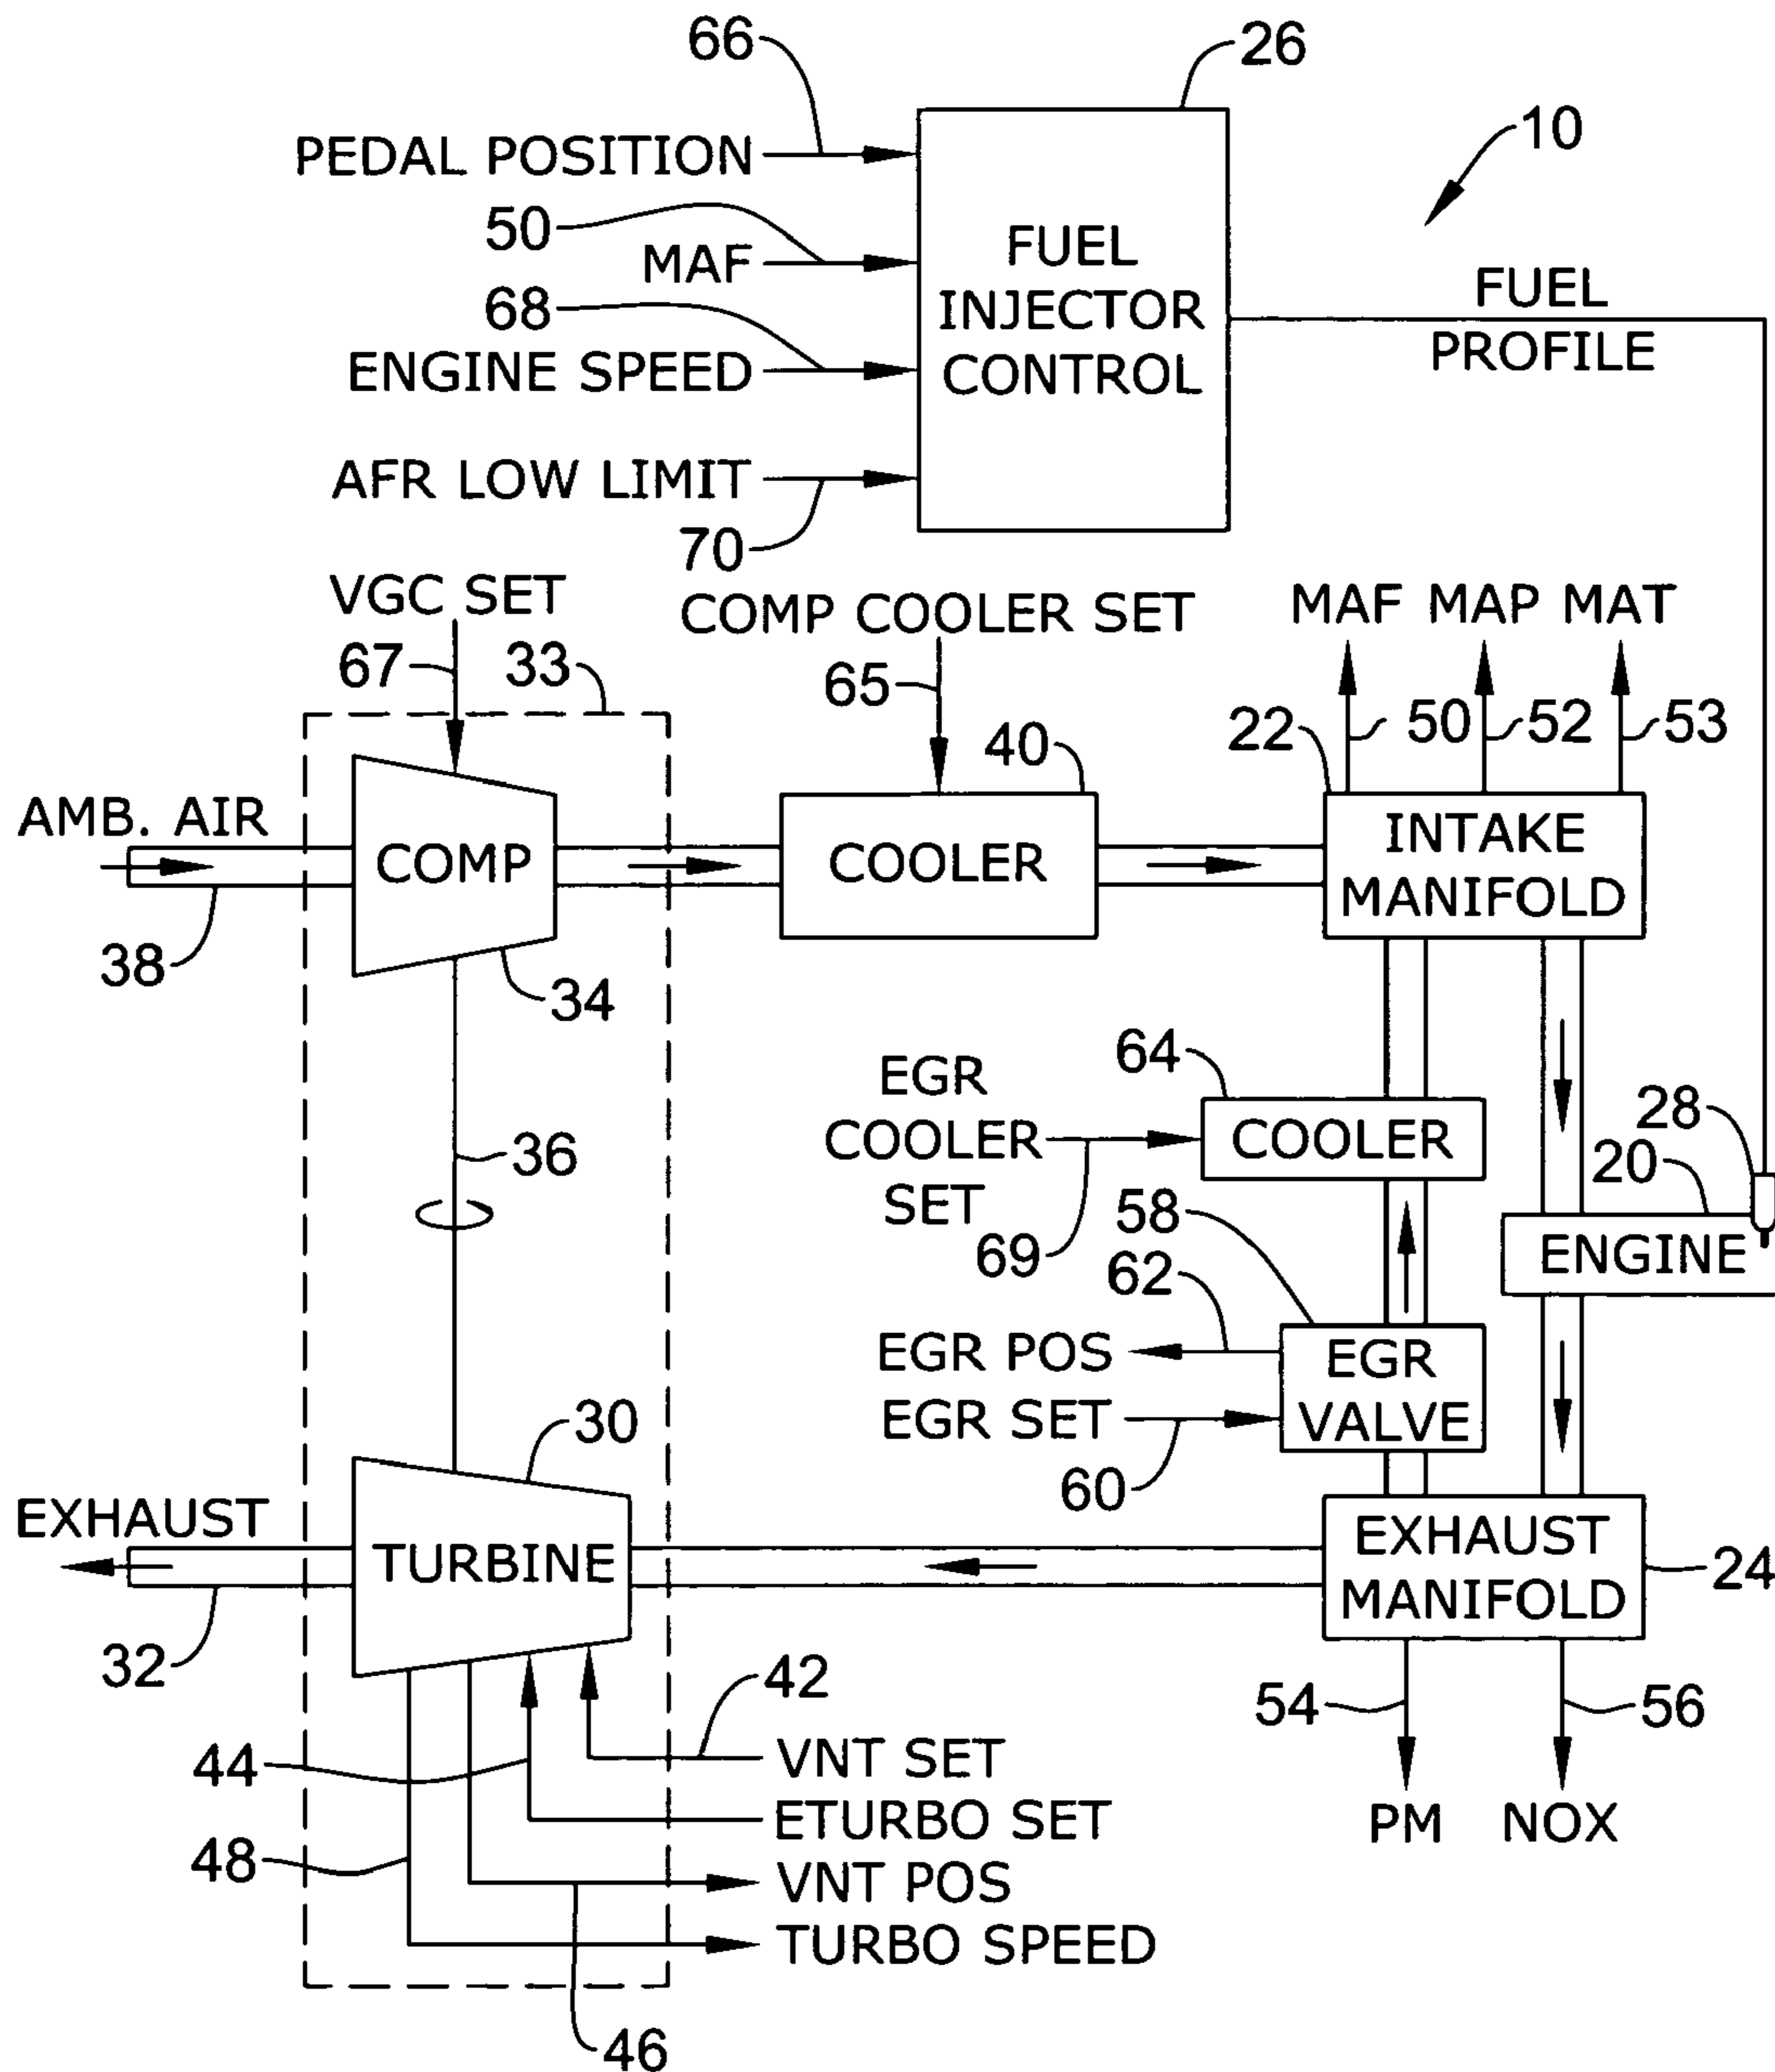 66
26
10
PEDAL POSITION
50
MAF
68
ENGINE SPEED
AFR LOW LIMIT
70
FUEL
INJECTOR
CONTROL
FUEL
PROFILE
VGC SET
67
33
COMP COOLER SET
65
40
MAF MAP MAT
22
50
52
53
AMB. AIR
COMP
COOLER
INTAKE
MANIFOLD
38
34
36
EGR
COOLER
SET
69
64
COOLER
28
20
ENGINE
58
62
EGR POS
EGR SET
60
EGR
VALVE
30
EXHAUST
TURBINE
EXHAUST
MANIFOLD
24
32
42
44
VNT SET
ETURBO SET
48
VNT POS
TURBO SPEED
46
54
56
PM
NOX